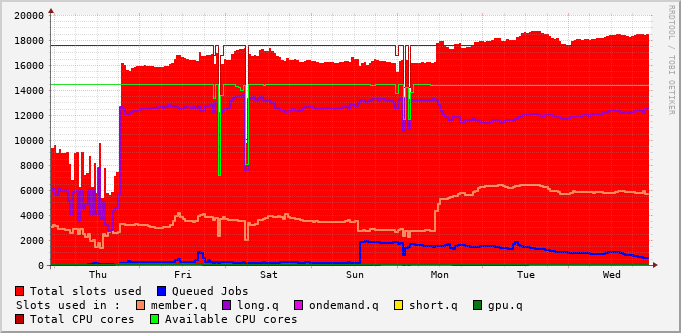 20000
18000
16000
14000
12000
10000
8000
6000
4000
2000
0
Thu Fri Sat Sun Mon Tue Wed
RRDTOOL / TOBI OETIKER
Total slots used Queued Jobs
Slots used in : member.q long.q ondemand.q short.q gpu.q
Total CPU cores Available CPU cores